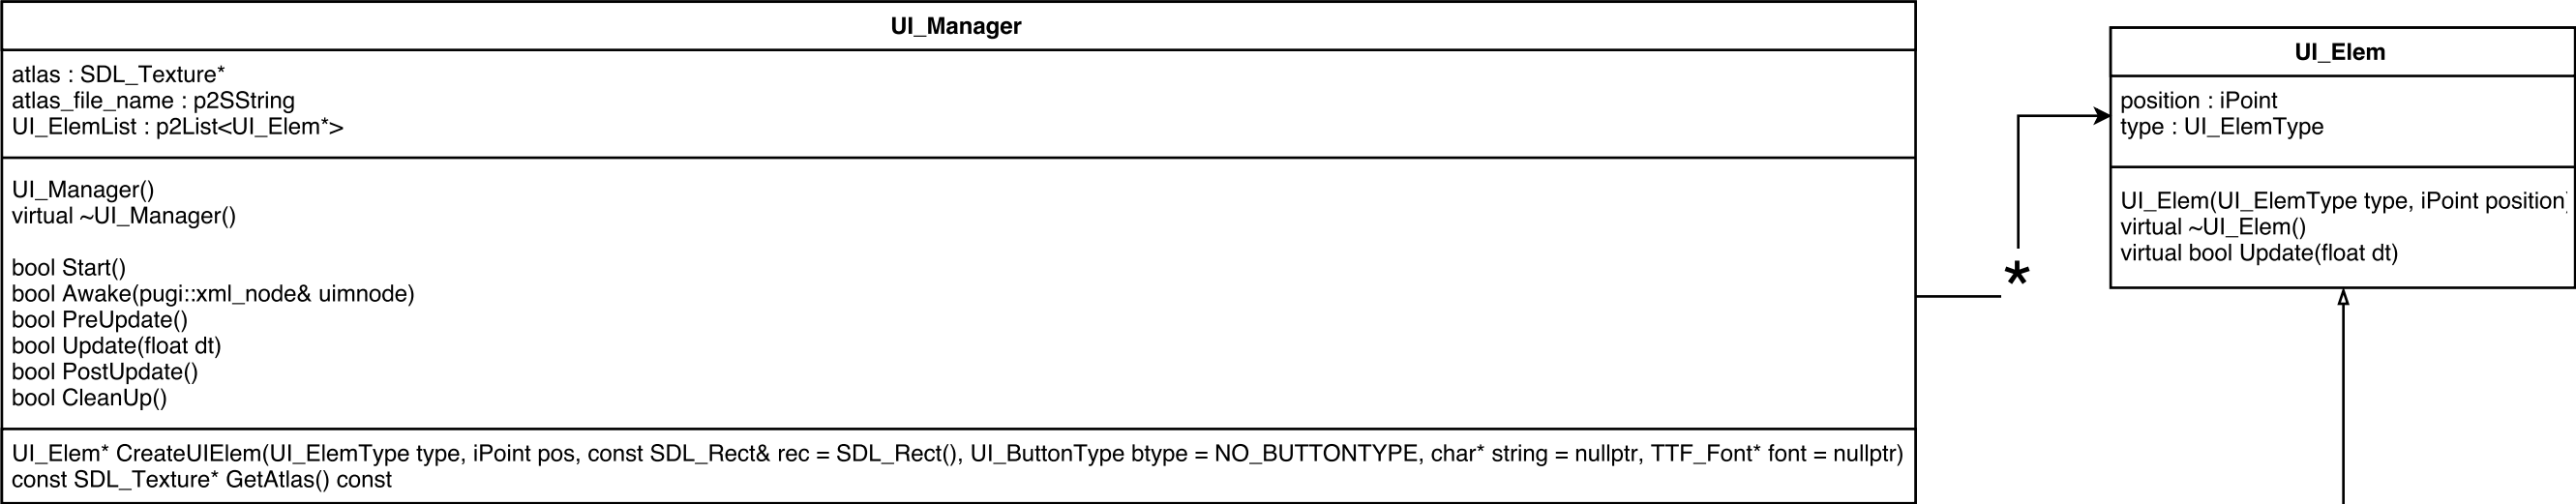 UI_Manager
atlas : SDL_Texture*
atlas_file_name : p2SString
UI_ElemList : p2List<UI_Elem*>
UI_Manager()
virtual ~UI_Manager()
bool Start()
bool Awake(pugi::xml_node& uimnode)
bool PreUpdate()
bool Update(float dt)
bool PostUpdate()
bool CleanUp()
UI_Elem* CreateUIElem(UI_ElemType type, iPoint pos, const SDL_Rect& rec = SDL_Rect(), UI_ButtonType btype = NO_BUTTONTYPE, char* string = nullptr, TTF_Font* font = nullptr)
const SDL_Texture* GetAtlas() const
*
UI_Elem
position : iPoint
type : UI_ElemType
UI_Elem(UI_ElemType type, iPoint position)
virtual ~UI_Elem()
virtual bool Update(float dt)